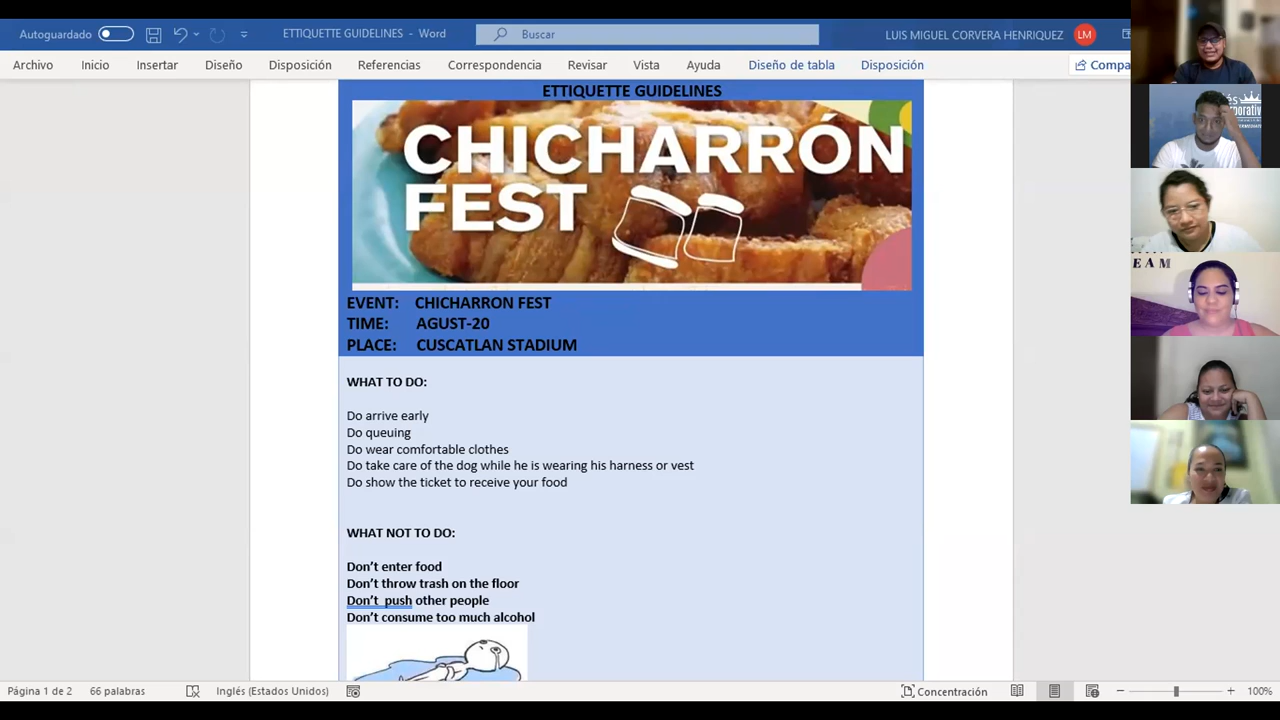 Autoguardado
ETTIQUETTE GUIDELINES - Word
Buscar
LUIS MIGUEL CORVERA HENRIQUEZ
LM
Archivo
Inicio
Insertar
Diseño
Disposición
Referencias
Correspondencia
Revisar
Vista
Ayuda
Diseño de tabla
Disposición
Compa
ETTIQUETTE GUIDELINES
CHICHARRÓN
FEST
EVENT: CHICHARRON FEST
TIME: AGUST-20
PLACE: CUSCATLAN STADIUM
WHAT TO DO:
Do arrive early
Do queuing
Do wear comfortable clothes
Do take care of the dog while he is wearing his harness or vest
Do show the ticket to receive your food
WHAT NOT TO DO:
Don't enter food
Don't throw trash on the floor
Don't push other people
Don't consume too much alcohol
EAM
Página 1 de 2
66 palabras
Inglés (Estados Unidos)
Concentración
100%